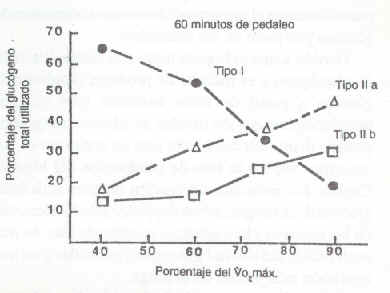 60 minutos de pedaleo
Porcentaje del glucógeno
total utilizado
70
60
50
40
30
20
10
Tipo I
Tipo II a
Tipo II b
40 50 60 70 80 90
Porcentaje del V̇o₂máx.